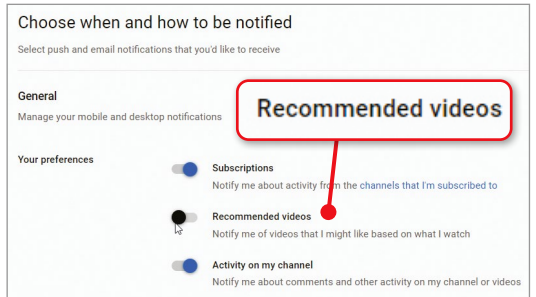 Choose when and how to be notified
Select push and email notifications that you'd like to receive
General
Manage your mobile and desktop notifications
Recommended videos
Your preferences
Subscriptions
Notify me about activity from the channels that I'm subscribed to
Recommended videos
Notify me of videos that I might like based on what I watch
Activity on my channel
Notify me about comments and other activity on my channel or videos